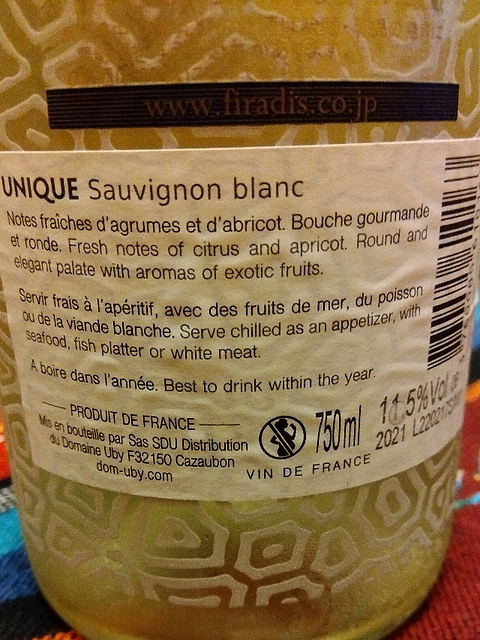 www.firadis.co.jp
UNIQUE Sauvignon blanc
Notes fraîches d'agrumes et d'abricot. Bouche gourmande
et ronde. Fresh notes of citrus and apricot. Round and
elegant palate with aromas of exotic fruits.
Servir frais à l'apéritif, avec des fruits de mer, du poisson
ou de la viande blanche. Serve chilled as an appetizer, with
seafood, fish platter or white meat.
A boire dans l'année. Best to drink within the year.
PRODUIT DE FRANCE
Mis en bouteille par Sas SDU Distribution
du Domaine Uby F32150 Cazaubon
dom-uby.com
750ml
VIN DE FRANCE
11.5%Vol
2021